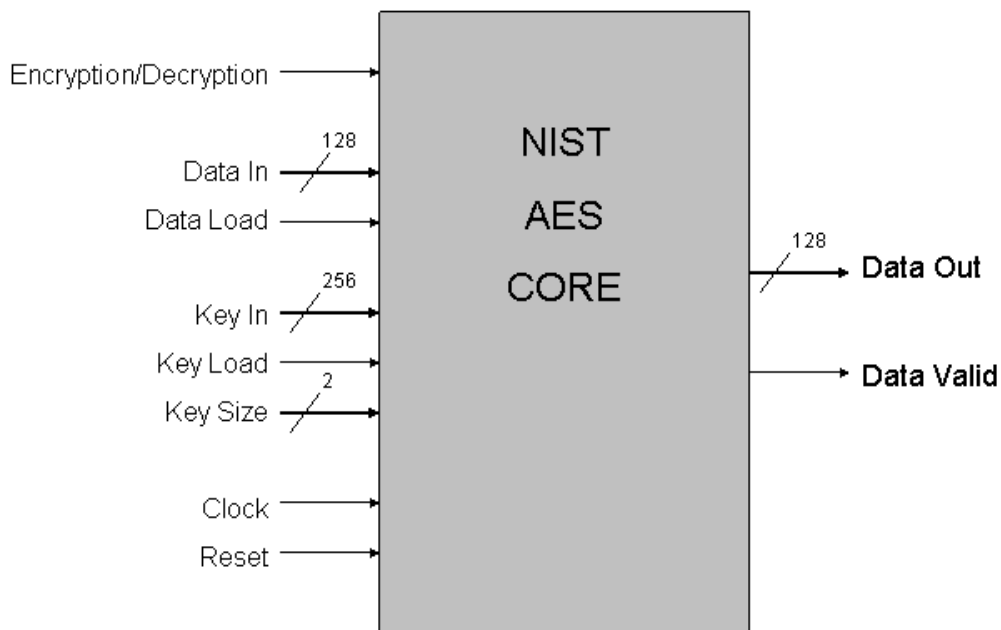 Encryption/Decryption
128
Data In
Data Load
256
Key In
Key Load
2
Key Size
Clock
Reset
NIST
AES
CORE
128
Data Out
Data Valid